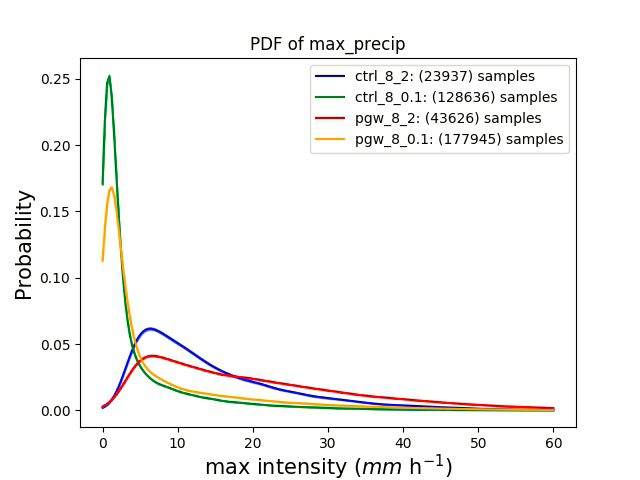 PDF of max_precip
ctrl_8_2: (23937) samples
ctrl_8_0.1: (128636) samples
pgw_8_2: (43626) samples
pgw_8_0.1: (177945) samples
Probability
0.25
0.20
0.15
0.10
0.05
0.00
0 10 20 30 40 50 60
max intensity (mm h⁻¹)